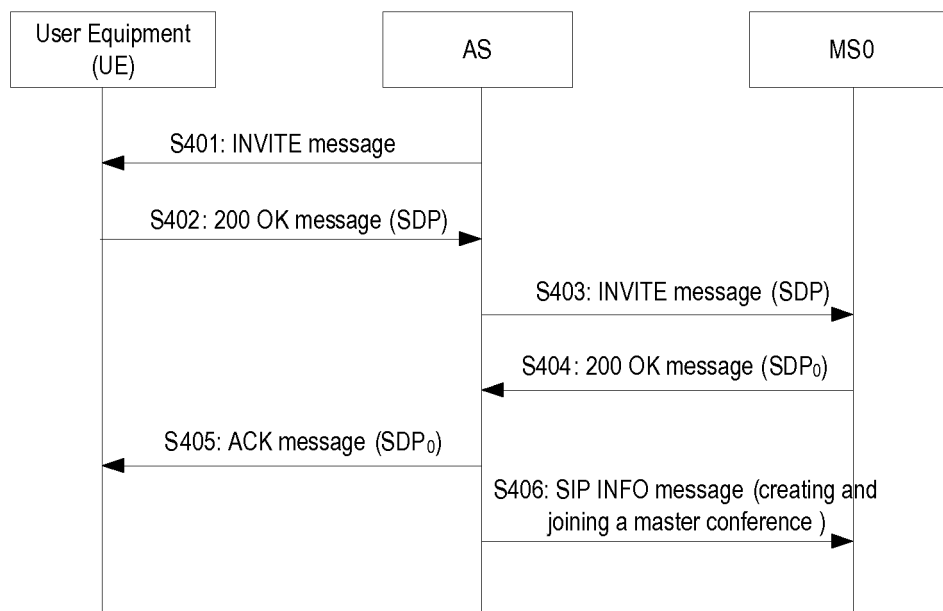 User Equipment
(UE)
AS
MS0
S401: INVITE message
S402: 200 OK message (SDP)
S403: INVITE message (SDP)
S404: 200 OK message (SDP₀)
S405: ACK message (SDP₀)
S406: SIP INFO message (creating and
joining a master conference )